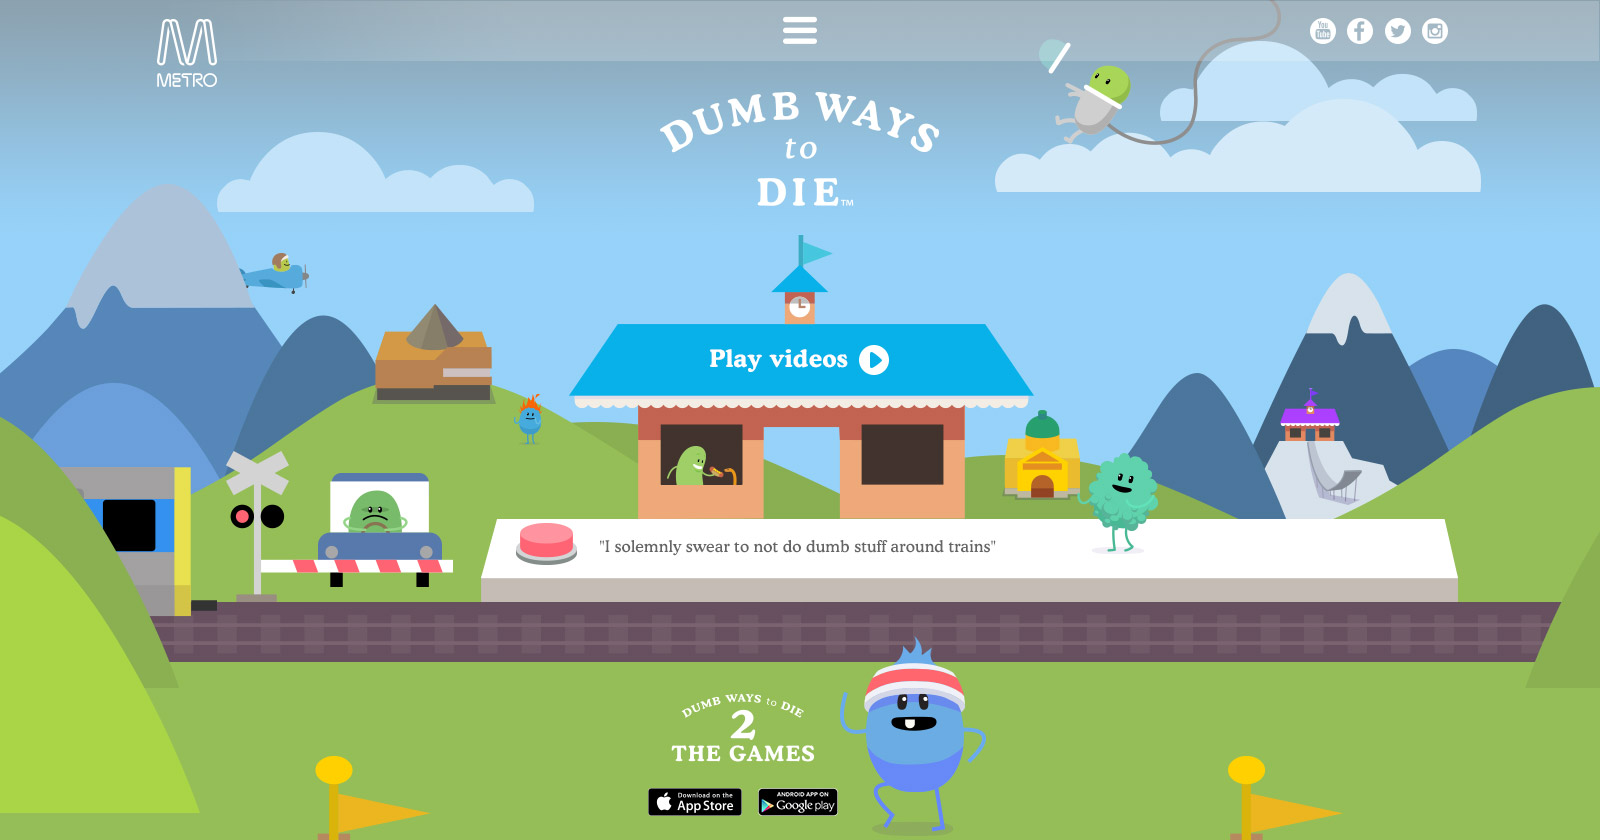 METRO
You
Tube
DUMB WAYS
to
DIE™
Play videos
"I solemnly swear to not do dumb stuff around trains"
DUMB WAYS to DIE
2
THE GAMES
Download on the
App Store
ANDROID APP ON
Google play